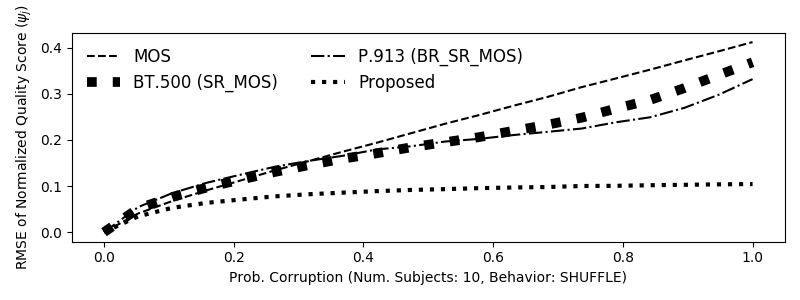 RMSE of Normalized Quality Score (ψj)
0.4
0.3
0.2
0.1
0.0
MOS
BT.500 (SR_MOS)
P.913 (BR_SR_MOS)
Proposed
0.0 0.2 0.4 0.6 0.8 1.0
Prob. Corruption (Num. Subjects: 10, Behavior: SHUFFLE)